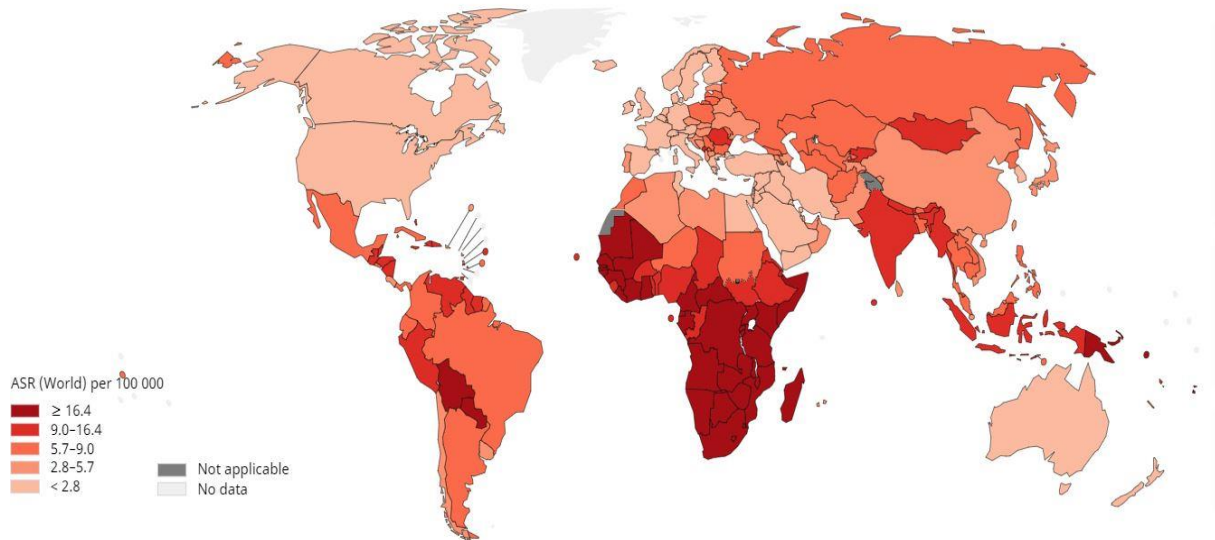 ASR (World) per 100 000
≥ 16.4
9.0–16.4
5.7–9.0
2.8–5.7
< 2.8
Not applicable
No data